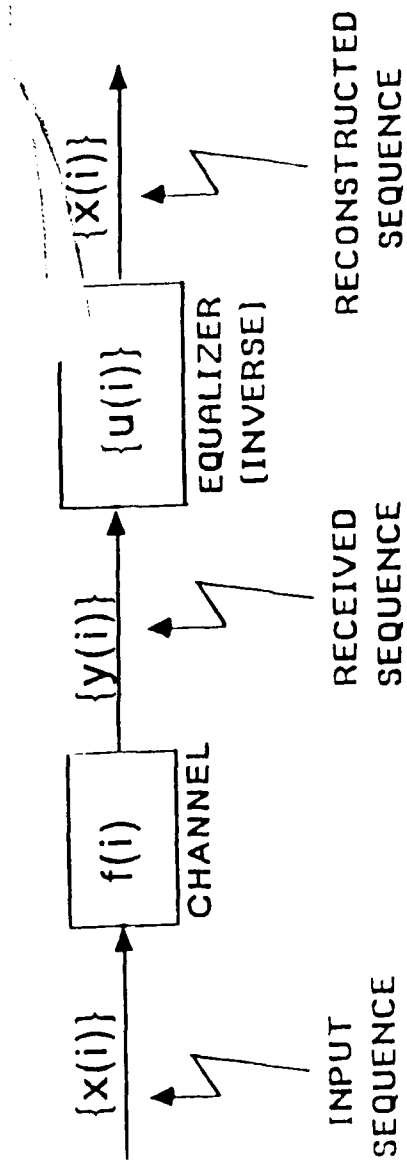 {x(i)}
f(i)
{y(i)}
{u(i)}
{x(i)}
CHANNEL
EQUALIZER
(INVERSE)
INPUT
SEQUENCE
RECEIVED
SEQUENCE
RECONSTRUCTED
SEQUENCE